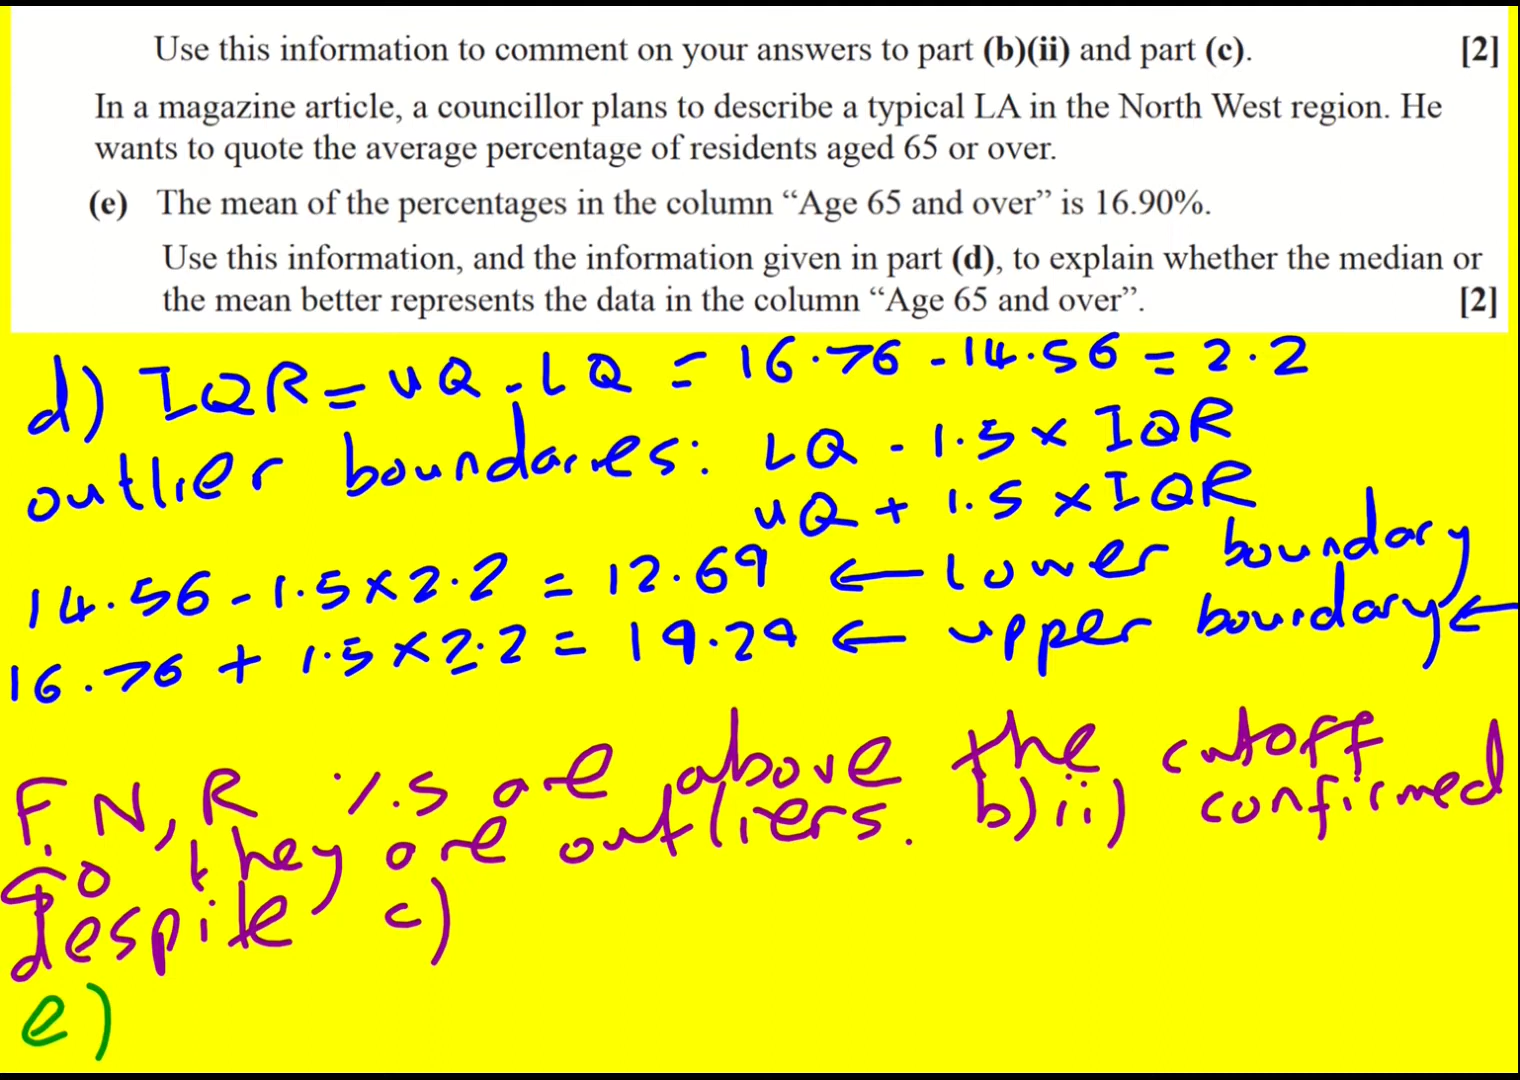 Use this information to comment on your answers to part (b)(ii) and part (c). [2]
In a magazine article, a councillor plans to describe a typical LA in the North West region. He
wants to quote the average percentage of residents aged 65 or over.
(e) The mean of the percentages in the column “Age 65 and over” is 16.90%.
Use this information, and the information given in part (d), to explain whether the median or
the mean better represents the data in the column “Age 65 and over”. [2]
d) IQR = UQ - LQ = 16.76 - 14.56 = 2.2
outlier boundaries: LQ - 1.5 × IQR
UQ + 1.5 × IQR
14.56 - 1.5 × 2.2 = 12.69 ← lower boundary
16.76 + 1.5 × 2.2 = 19.29 ← upper boundary ←
F, N, R %s are above the cutoff
so they are outliers. b)ii) confirmed
despite c)
e)